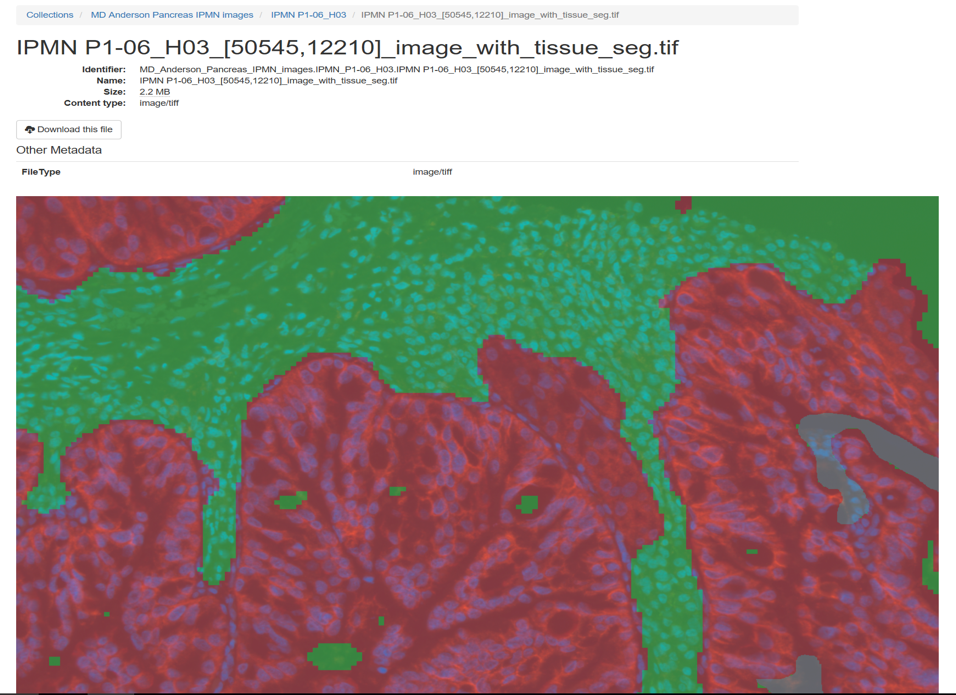 Collections / MD Anderson Pancreas IPMN images / IPMN P1-06_H03 / IPMN P1-06_H03_[50545,12210]_image_with_tissue_seg.tif
IPMN P1-06_H03_[50545,12210]_image_with_tissue_seg.tif
Identifier: MD_Anderson_Pancreas_IPMN_images.IPMN_P1-06_H03.IPMN P1-06_H03_[50545,12210]_image_with_tissue_seg.tif
Name: IPMN P1-06_H03_[50545,12210]_image_with_tissue_seg.tif
Size: 2.2 MB
Content type: image/tiff
Download this file
Other Metadata
FileType image/tiff